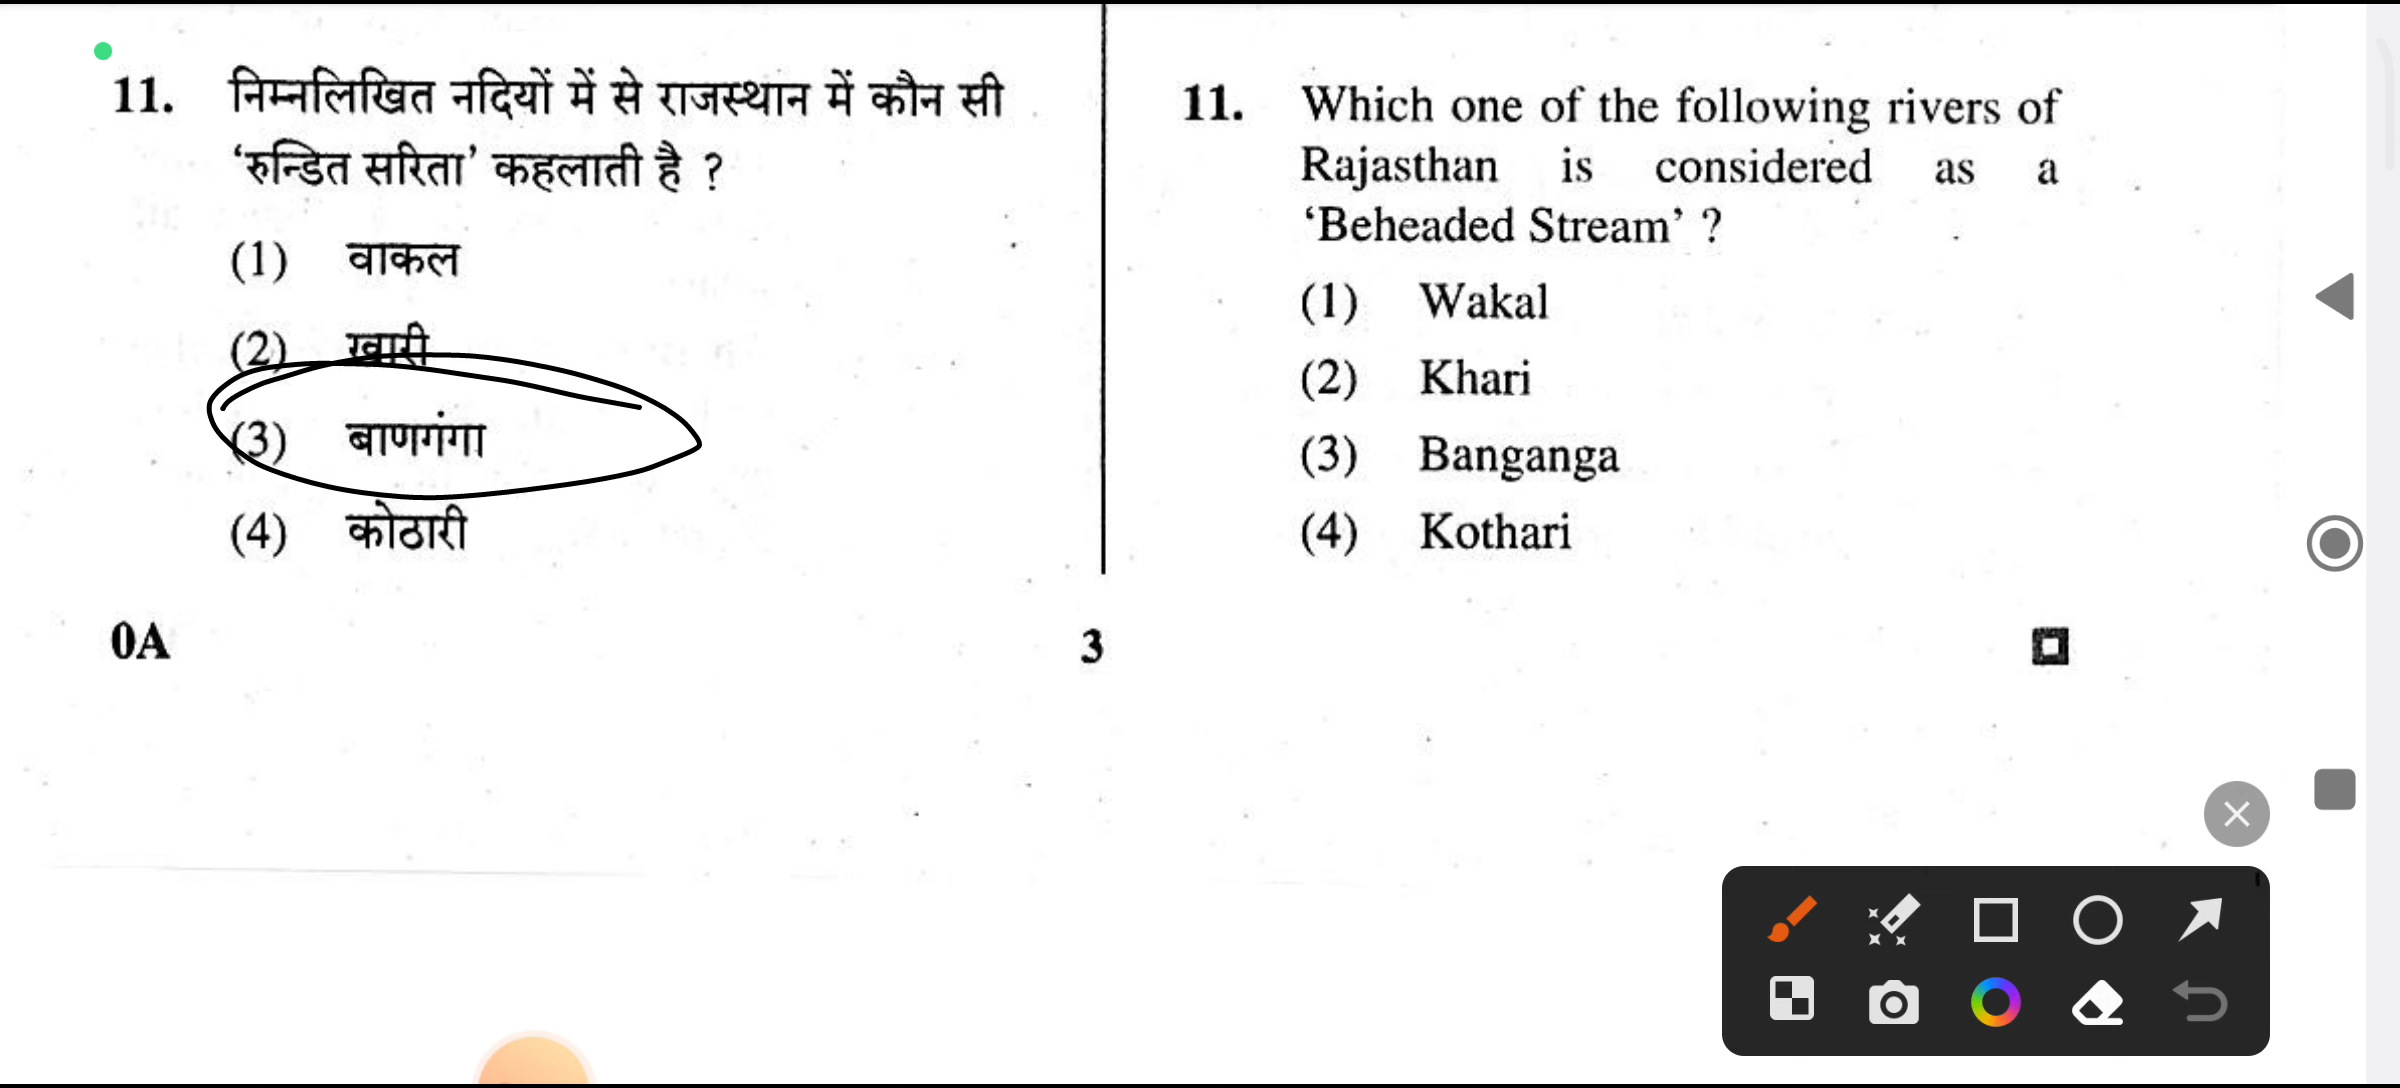 11. निम्नलिखित नदियों में से राजस्थान में कौन सी
‘रुन्डित सरिता’ कहलाती है ?
(1) वाकल
(2) खारी
(3) बाणगंगा
(4) कोठारी
11. Which one of the following rivers of
Rajasthan is considered as a
‘Beheaded Stream’ ?
(1) Wakal
(2) Khari
(3) Banganga
(4) Kothari
0A 3